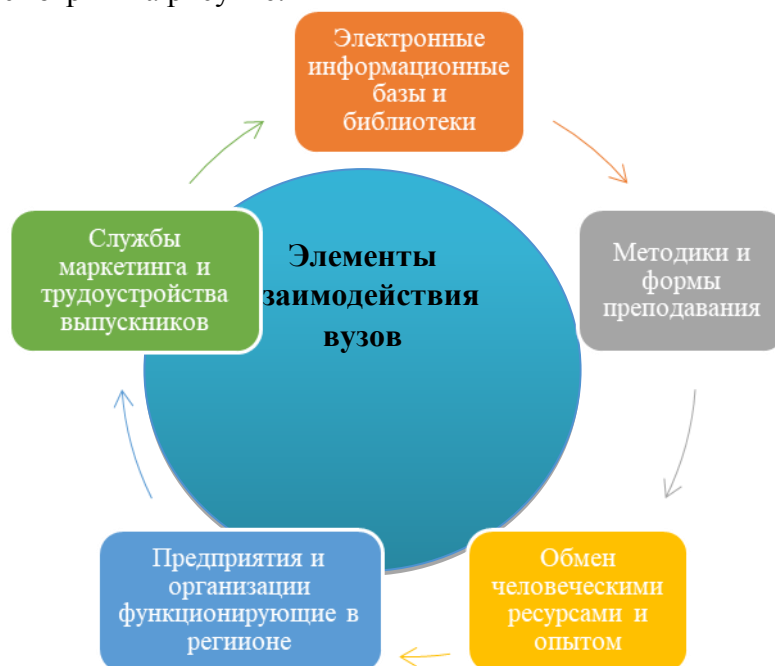 Электронные
информационные
базы и
библиотеки
Методики и
формы
преподавания
Обмен
человеческими
ресурсами и
опытом
Предприятия и
организации
функционирующие в
региионе
Службы
маркетинга и
трудоустройства
выпускников
Элементы
заимодействия
вузов